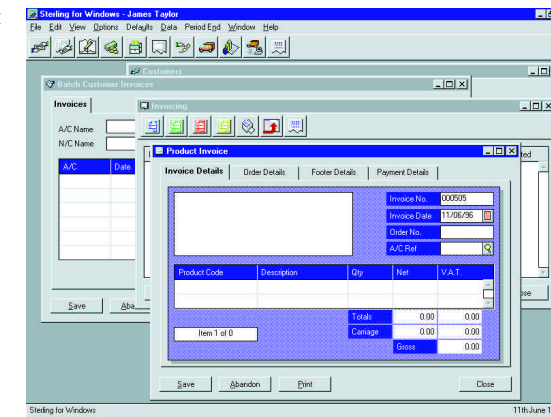 Sterling for Windows - James Taylor
File Edit View Options Defaults Data Period End Window Help
Customers
Batch Customer Invoices
Invoicing
Invoices
A/C Name
N/C Name
A/C Date
Product Invoice
Invoice Details Order Details Footer Details Payment Details
Invoice No. 000505
Invoice Date 11/06/96
Order No.
A/C Ref
Product Code Description Qty Net V.A.T.
Totals 0.00 0.00
Item 1 of 0 Carriage 0.00 0.00
Gross 0.00
Save
Save Abandon Print Close
Sterling for Windows 11th June 1